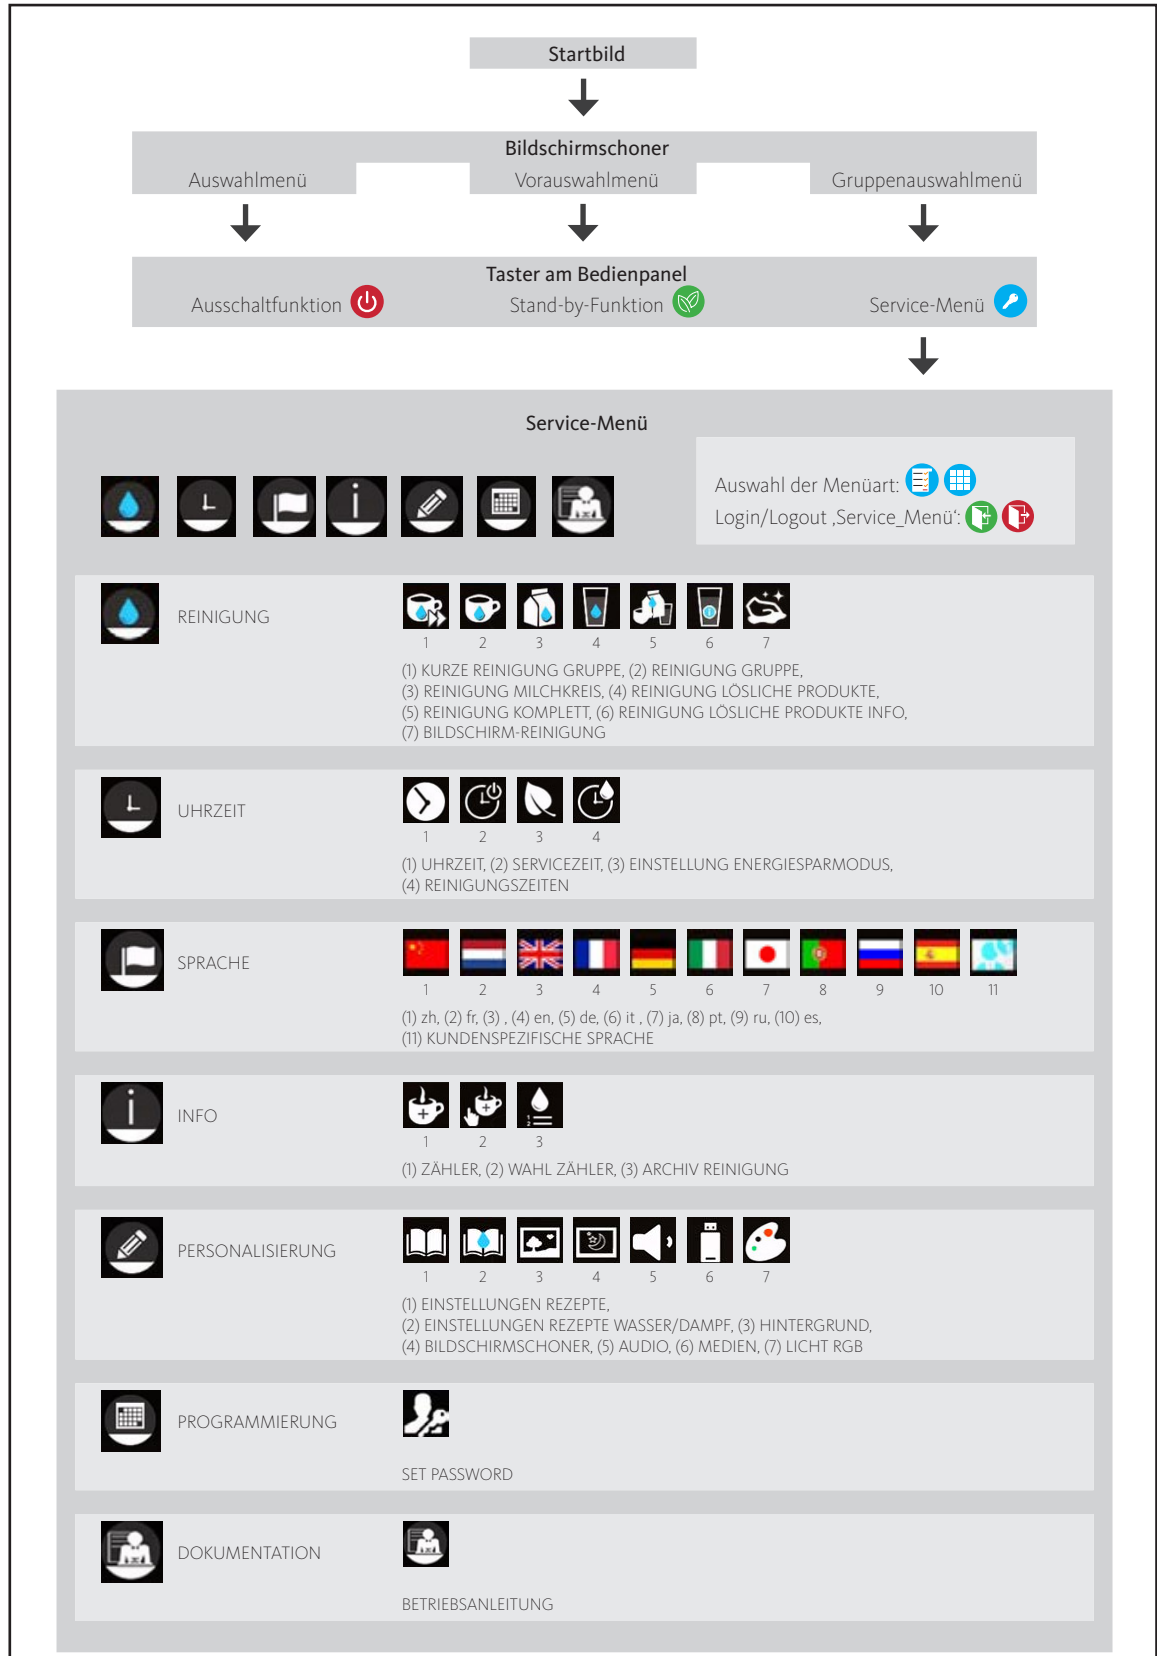 Startbild
Bildschirmschoner
Auswahlmenü Vorauswahlmenü Gruppenauswahlmenü
Taster am Bedienpanel
Ausschaltfunktion Stand-by-Funktion Service-Menü
Service-Menü
Auswahl der Menüart:
Login/Logout ‚Service_Menü‘:
REINIGUNG
1 2 3 4 5 6 7
(1) KURZE REINIGUNG GRUPPE, (2) REINIGUNG GRUPPE,
(3) REINIGUNG MILCHKREIS, (4) REINIGUNG LÖSLICHE PRODUKTE,
(5) REINIGUNG KOMPLETT, (6) REINIGUNG LÖSLICHE PRODUKTE INFO,
(7) BILDSCHIRM-REINIGUNG
UHRZEIT
1 2 3 4
(1) UHRZEIT, (2) SERVICEZEIT, (3) EINSTELLUNG ENERGIESPARMODUS,
(4) REINIGUNGSZEITEN
SPRACHE
1 2 3 4 5 6 7 8 9 10 11
(1) zh, (2) fr, (3) , (4) en, (5) de, (6) it , (7) ja, (8) pt, (9) ru, (10) es,
(11) KUNDENSPEZIFISCHE SPRACHE
INFO
1 2 3
(1) ZÄHLER, (2) WAHL ZÄHLER, (3) ARCHIV REINIGUNG
PERSONALISIERUNG
1 2 3 4 5 6 7
(1) EINSTELLUNGEN REZEPTE,
(2) EINSTELLUNGEN REZEPTE WASSER/DAMPF, (3) HINTERGRUND,
(4) BILDSCHIRMSCHONER, (5) AUDIO, (6) MEDIEN, (7) LICHT RGB
PROGRAMMIERUNG
SET PASSWORD
DOKUMENTATION
BETRIEBSANLEITUNG